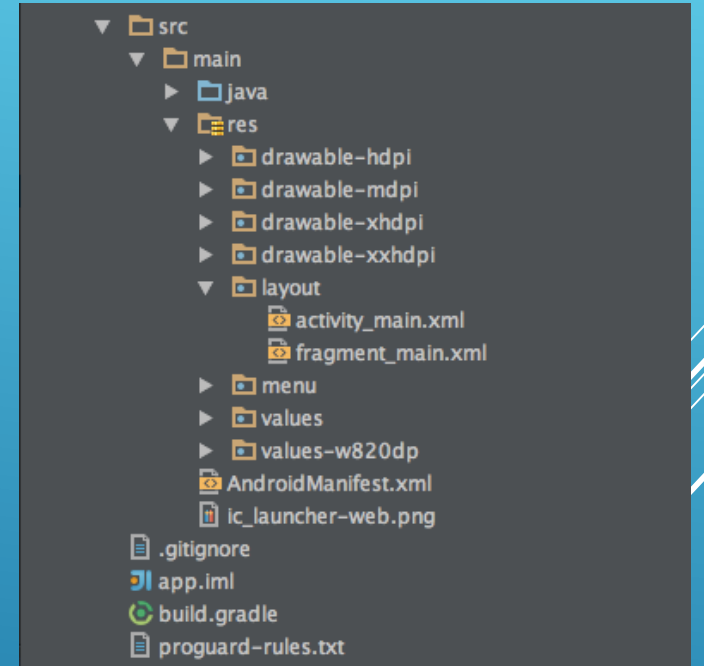 src
main
java
res
drawable-hdpi
drawable-mdpi
drawable-xhdpi
drawable-xxhdpi
layout
activity_main.xml
fragment_main.xml
menu
values
values-w820dp
AndroidManifest.xml
ic_launcher-web.png
.gitignore
app.iml
build.gradle
proguard-rules.txt